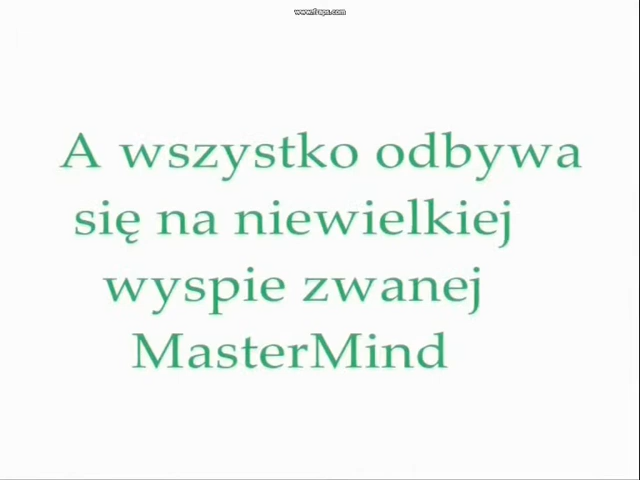 www.fraps.com
A wszystko odbywa
się na niewielkiej
wyspie zwanej
MasterMind